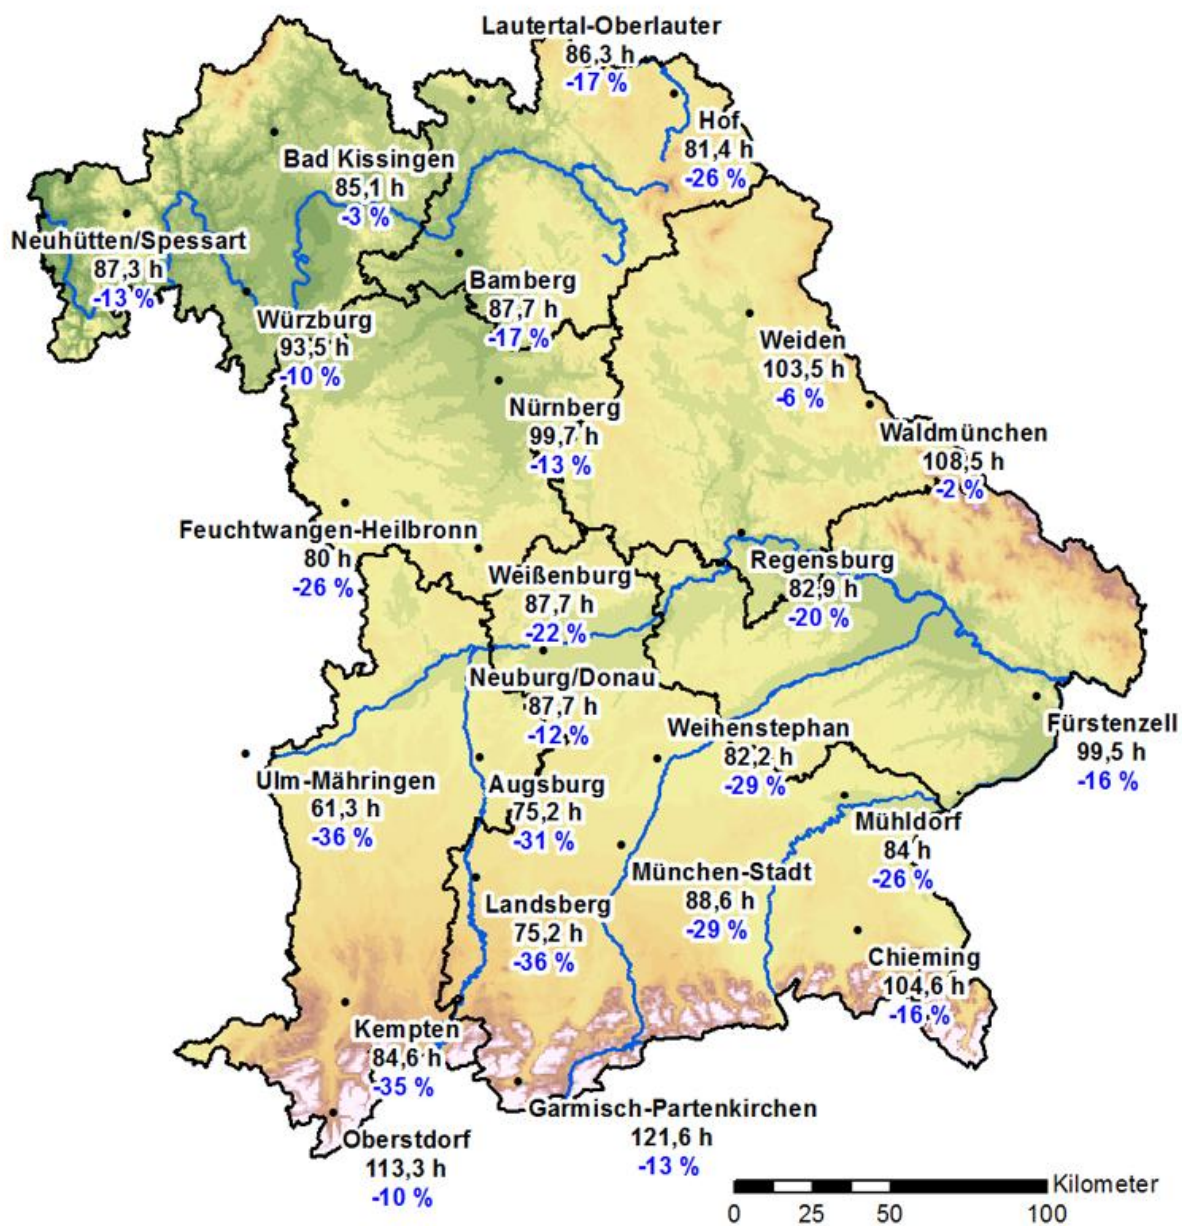 Lautertal-Oberlauter
86,3 h
-17 %
Hof
81,4 h
-26 %
Bad Kissingen
85,1 h
-3 %
Neuhütten/Spessart
87,3 h
-13 %
Bamberg
87,7 h
-17 %
Würzburg
93,5 h
-10 %
Weiden
103,5 h
-6 %
Nürnberg
99,7 h
-13 %
Waldmünchen
108,5 h
-2 %
Feuchtwangen-Heilbronn
80 h
-26 %
Regensburg
82,9 h
-20 %
Weißenburg
87,7 h
-22 %
Neuburg/Donau
87,7 h
-12 %
Weihenstephan
82,2 h
-29 %
Fürstenzell
99,5 h
-16 %
Ulm-Mähringen
61,3 h
-36 %
Augsburg
75,2 h
-31 %
Mühldorf
84 h
-26 %
München-Stadt
88,6 h
-29 %
Landsberg
75,2 h
-36 %
Chieming
104,6 h
-16 %
Kempten
84,6 h
-35 %
Garmisch-Partenkirchen
121,6 h
-13 %
Oberstdorf
113,3 h
-10 %
Kilometer
0 25 50 100